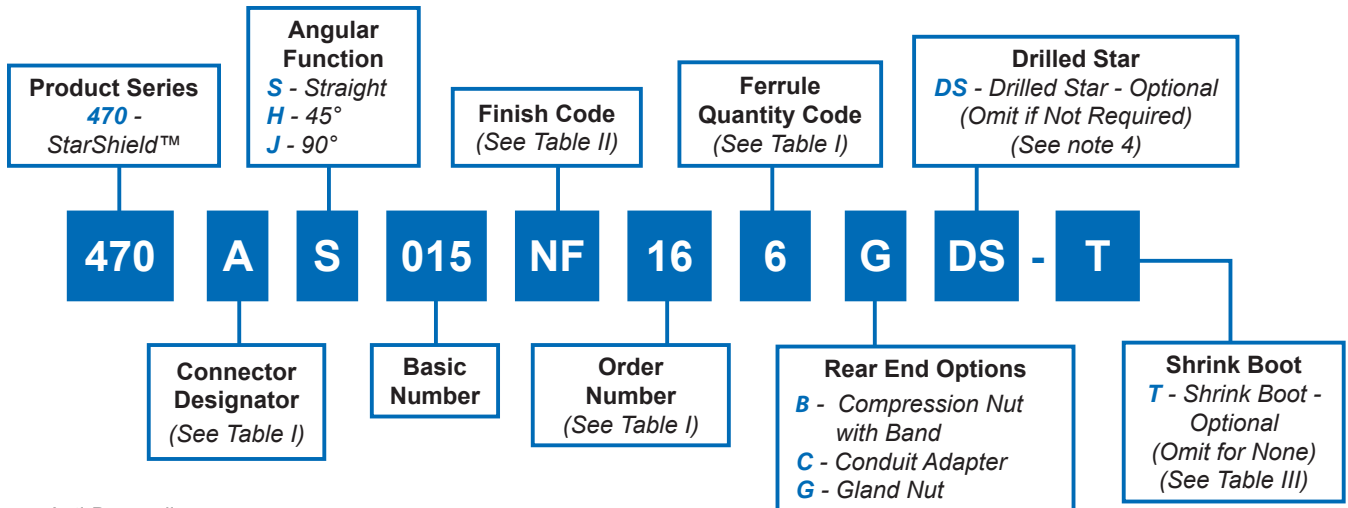 Angular
Function
S - Straight
H - 45°
J - 90°
Product Series
470 -
StarShield™
Finish Code
(See Table II)
Ferrule
Quantity Code
(See Table I)
Drilled Star
DS - Drilled Star - Optional
(Omit if Not Required)
(See note 4)
470 A S 015 NF 16 6 G DS - T
Connector
Designator
(See Table I)
Basic
Number
Order
Number
(See Table I)
Rear End Options
B - Compression Nut
with Band
C - Conduit Adapter
G - Gland Nut
Shrink Boot
T - Shrink Boot -
Optional
(Omit for None)
(See Table III)